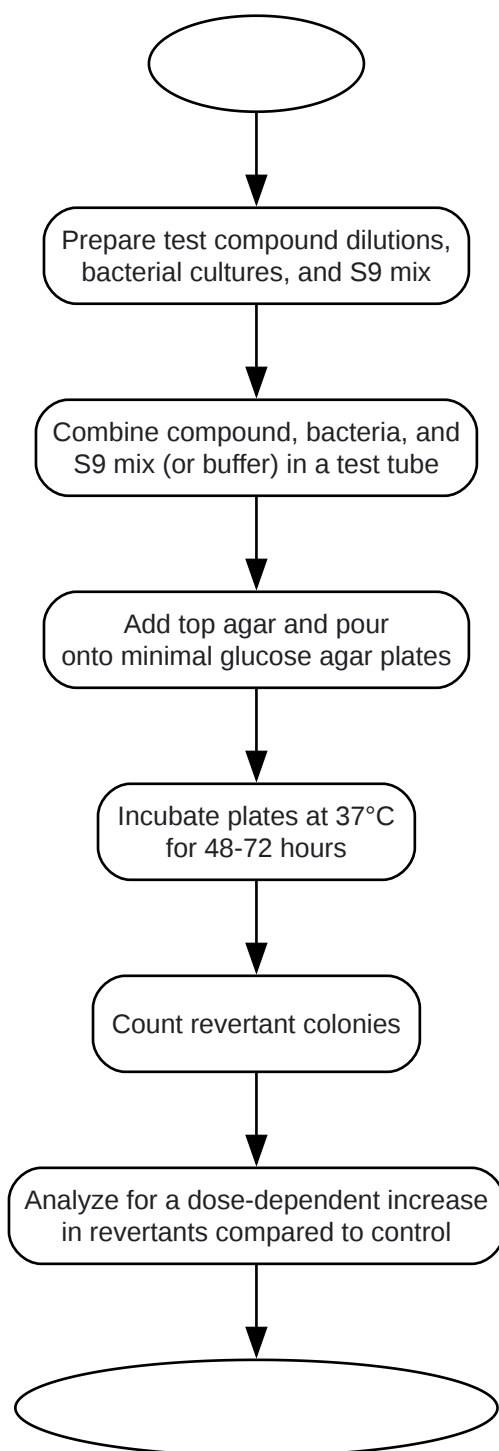 Prepare test compound dilutions,
bacterial cultures, and S9 mix
Combine compound, bacteria, and
S9 mix (or buffer) in a test tube
Add top agar and pour
onto minimal glucose agar plates
Incubate plates at 37°C
for 48-72 hours
Count revertant colonies
Analyze for a dose-dependent increase
in revertants compared to control